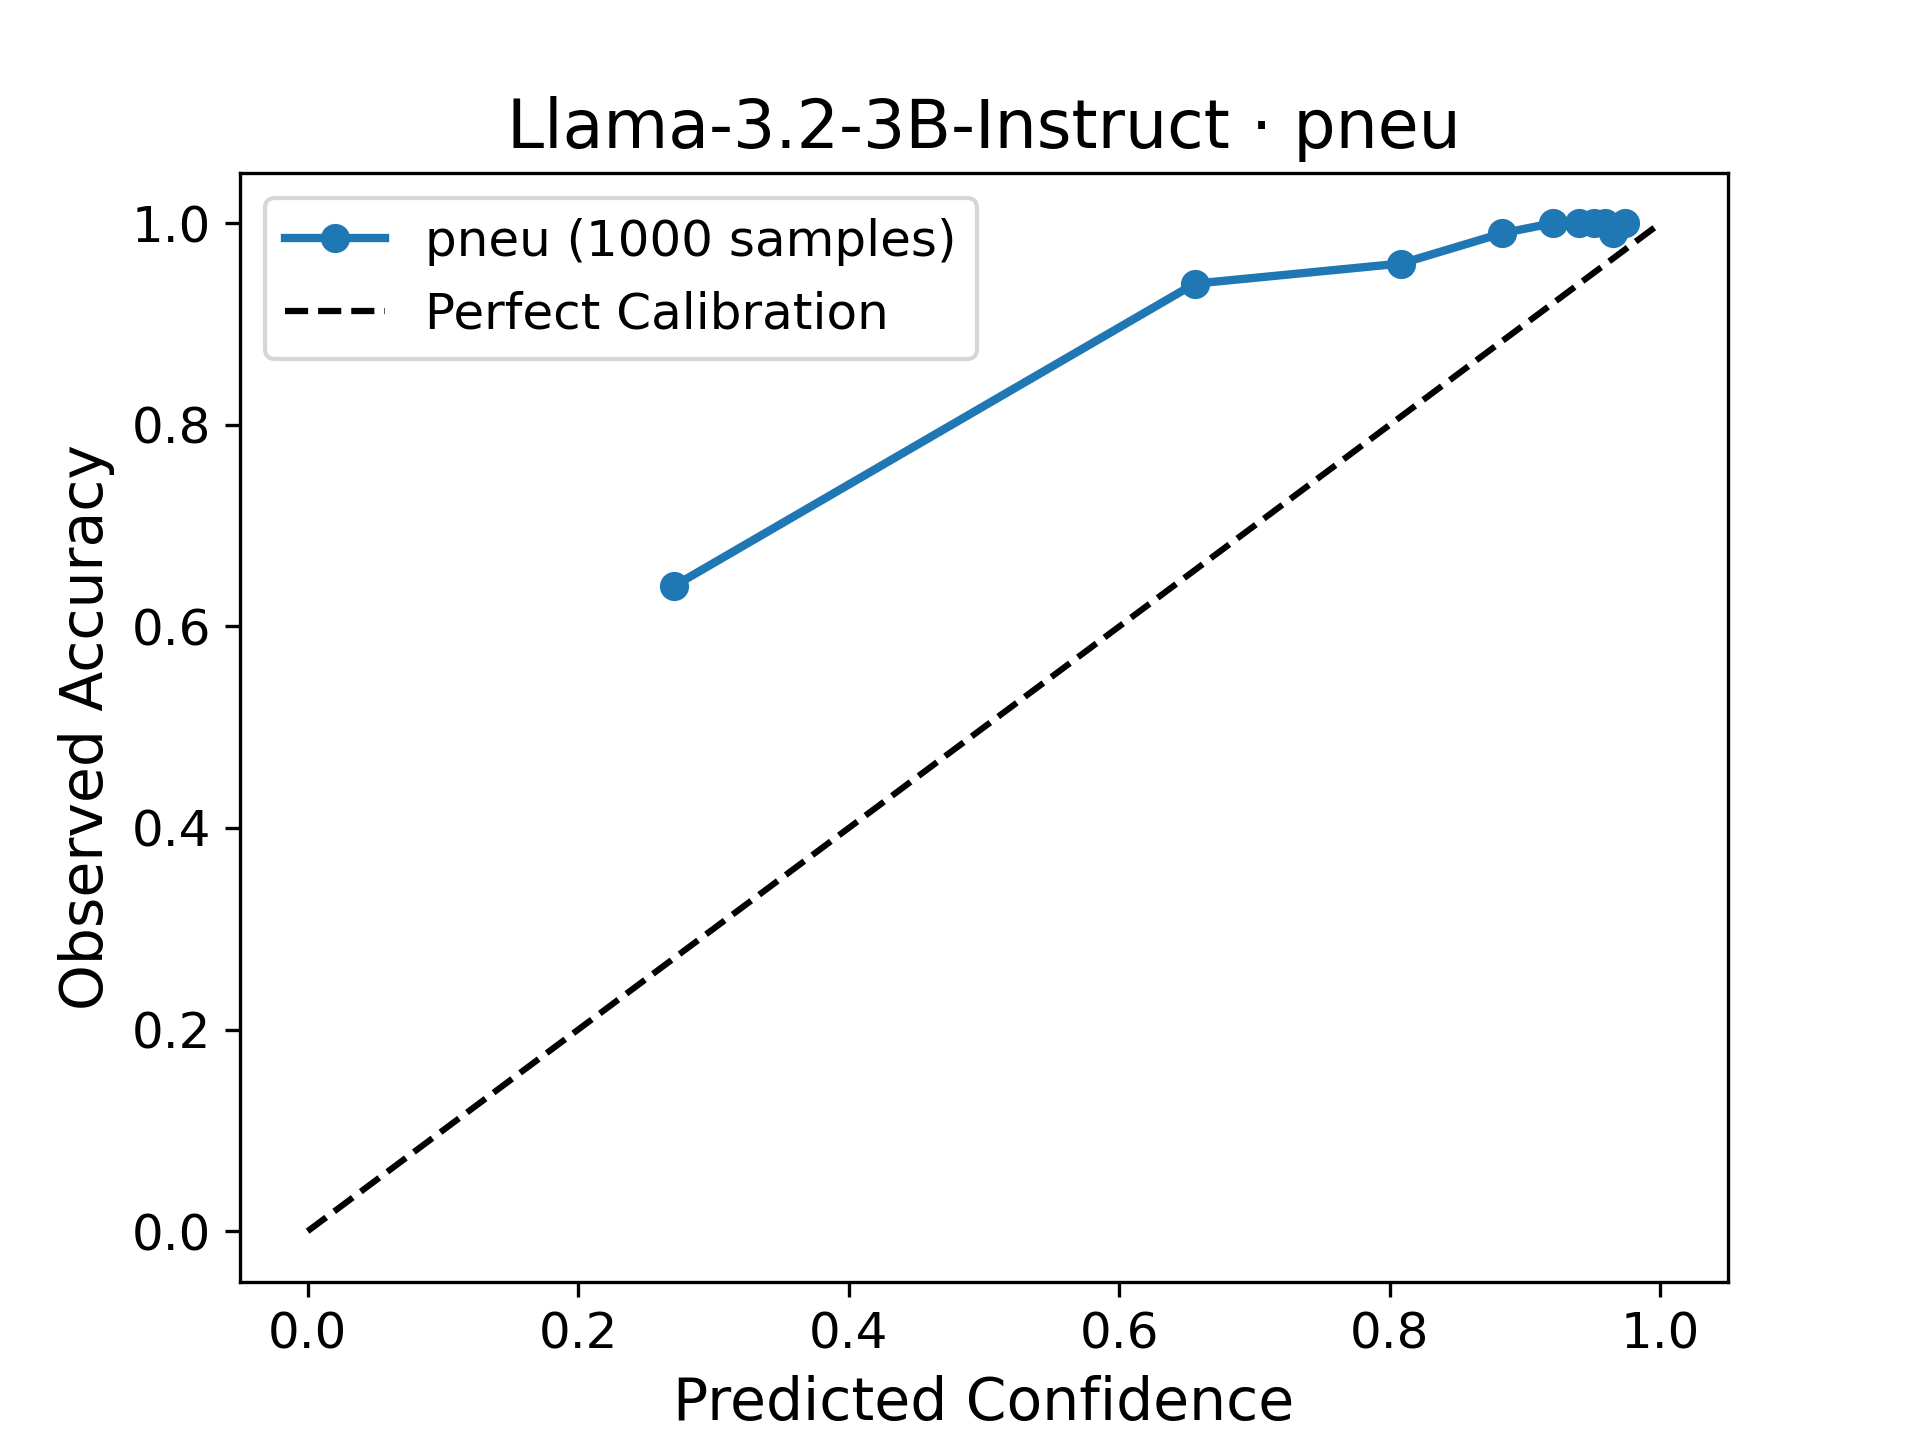 Llama-3.2-3B-Instruct · pneu
pneu (1000 samples)
Perfect Calibration
1.0
0.8
0.6
0.4
0.2
0.0
Observed Accuracy
0.0 0.2 0.4 0.6 0.8 1.0
Predicted Confidence